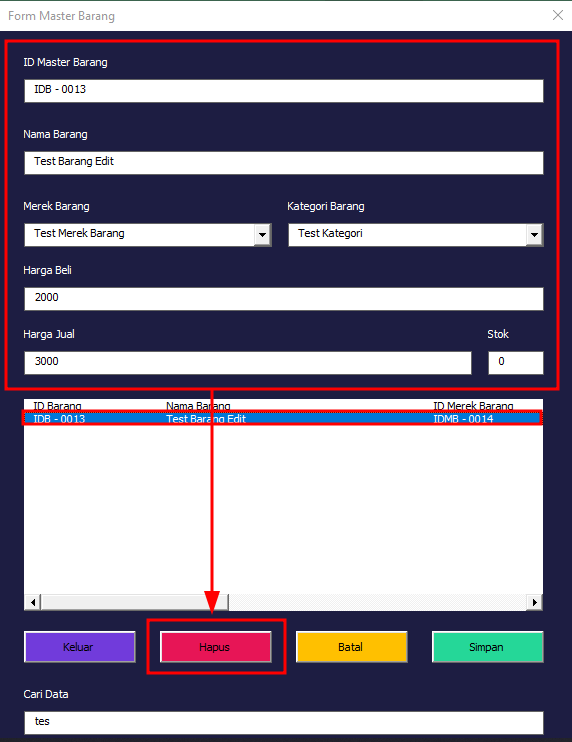 Form Master Barang
ID Master Barang
IDB - 0013
Nama Barang
Test Barang Edit
Merek Barang Kategori Barang
Test Merek Barang Test Kategori
Harga Beli
2000
Harga Jual Stok
3000 0
ID Barang Nama Barang ID Merek Barang
IDB - 0013 Test Barang Edit IDMB - 0014
Keluar Hapus Batal Simpan
Cari Data
tes